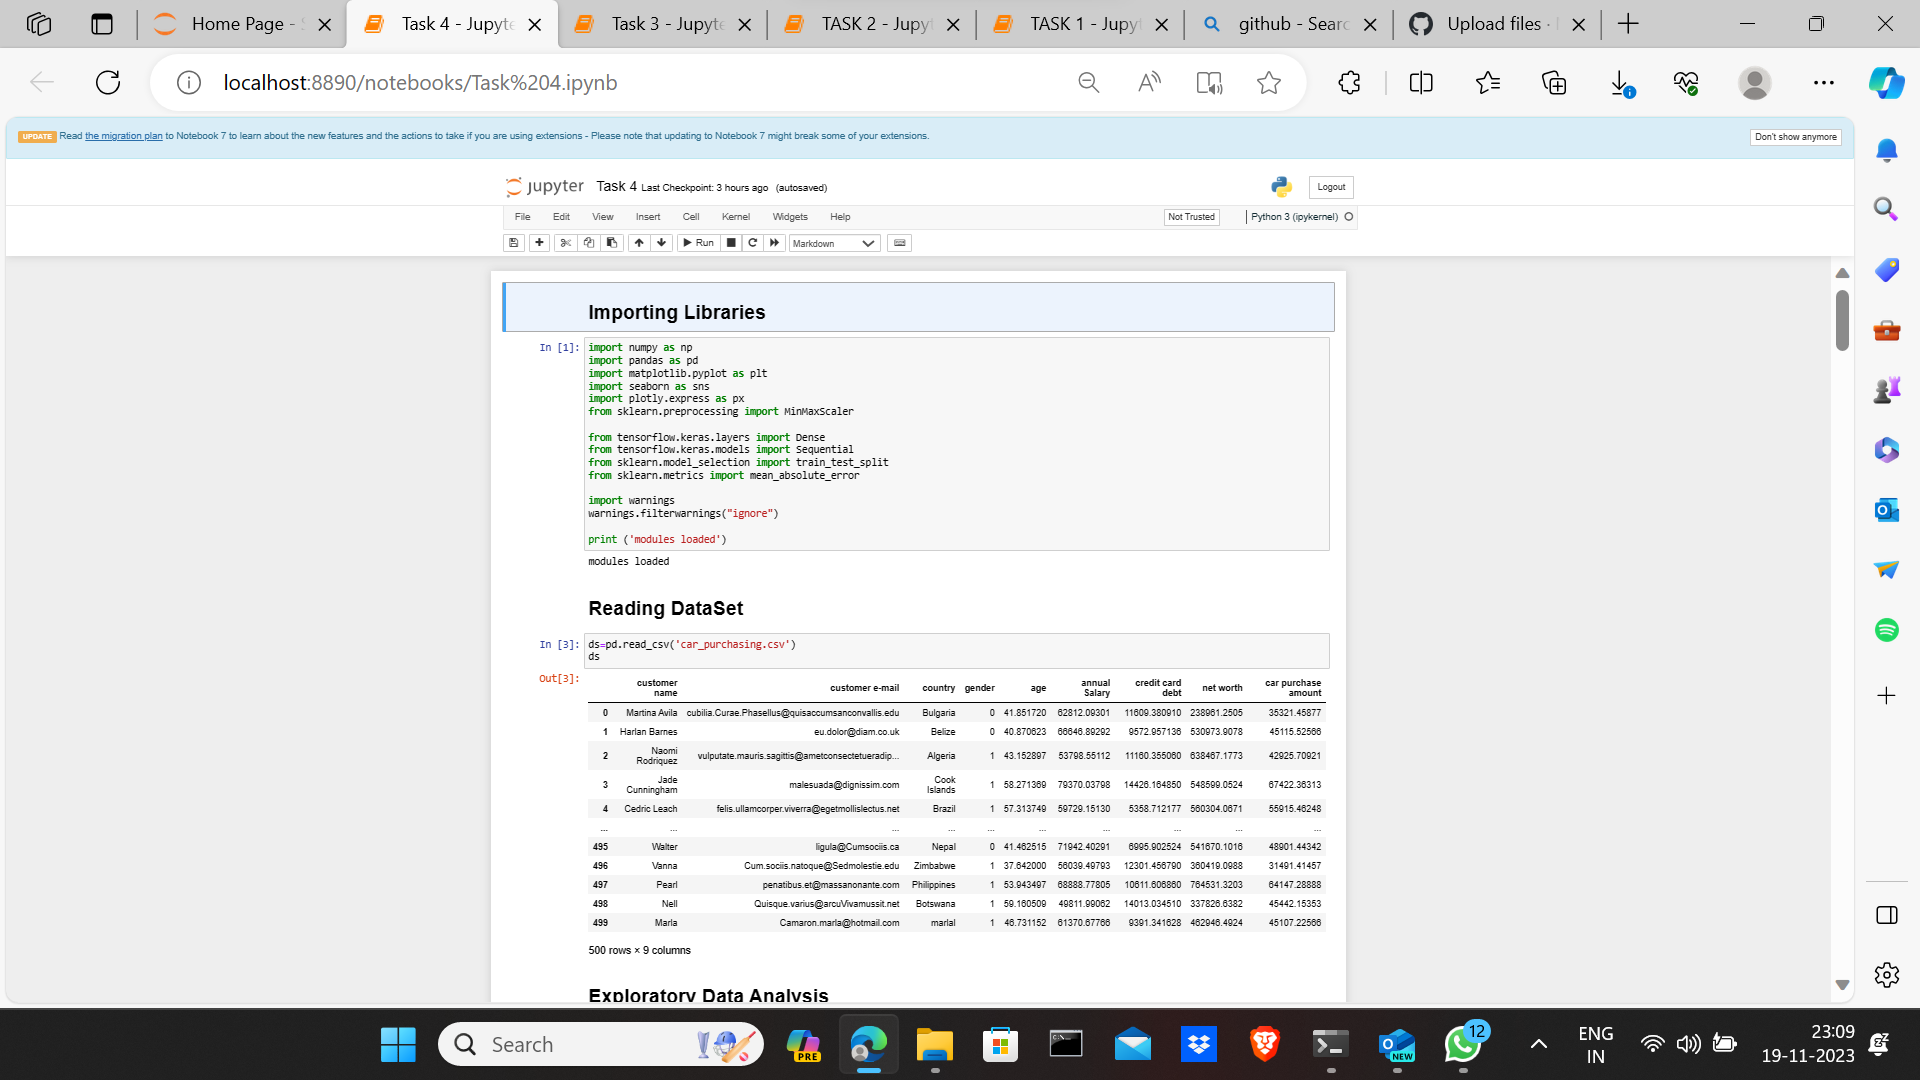 Home Page - S
Task 4 - Jupyte
Task 3 - Jupyte
TASK 2 - Jupyt
TASK 1 - Jupyt
github - Searc
Upload files ·
localhost:8890/notebooks/Task%204.ipynb
UPDATE Read the migration plan to Notebook 7 to learn about the new features and the actions to take if you are using extensions - Please note that updating to Notebook 7 might break some of your extensions.
Don't show anymore
jupyter Task 4 Last Checkpoint: 3 hours ago (autosaved)
Logout
File Edit View Insert Cell Kernel Widgets Help
Not Trusted
Python 3 (ipykernel)
Run
Markdown
Importing Libraries
In [1]: import numpy as np
import pandas as pd
import matplotlib.pyplot as plt
import seaborn as sns
import plotly.express as px
from sklearn.preprocessing import MinMaxScaler
from tensorflow.keras.layers import Dense
from tensorflow.keras.models import Sequential
from sklearn.model_selection import train_test_split
from sklearn.metrics import mean_absolute_error
import warnings
warnings.filterwarnings("ignore")
print ('modules loaded')
modules loaded
Reading DataSet
In [3]: ds=pd.read_csv('car_purchasing.csv')
ds
Out[3]:
customer name customer e-mail country gender age annual Salary credit card debt net worth car purchase amount
0 Martina Avila cubilia.Curae.Phasellus@quisaccumsanconvallis.edu Bulgaria 0 41.851720 62812.09301 11609.380910 238961.2505 35321.45877
1 Harlan Barnes eu.dolor@diam.co.uk Belize 0 40.870623 66646.89292 9572.957136 530973.9078 45115.52566
2 Naomi Rodriquez vulputate.mauris.sagittis@ametconsectetueradip... Algeria 1 43.152897 53798.55112 11160.355060 638467.1773 42925.70921
3 Jade Cunningham malesuada@dignissim.com Cook Islands 1 58.271369 79370.03798 14426.164850 548599.0524 67422.36313
4 Cedric Leach felis.ullamcorper.viverra@egetmollislectus.net Brazil 1 57.313749 59729.15130 5358.712177 560304.0671 55915.46248
... ... ... ... ... ... ... ... ... ...
495 Walter ligula@Cumsociis.ca Nepal 0 41.462515 71942.40291 6995.902524 541670.1016 48901.44342
496 Vanna Cum.sociis.natoque@Sedmolestie.edu Zimbabwe 1 37.642000 56039.49793 12301.456790 360419.0988 31491.41457
497 Pearl penatibus.et@massanonante.com Philippines 1 53.943497 68888.77805 10611.606860 764531.3203 64147.28888
498 Nell Quisque.varius@arcuVivamussit.net Botswana 1 59.160509 49811.99062 14013.034510 337826.6382 45442.15353
499 Marla Camaron.marla@hotmail.com marlal 1 46.731152 61370.67766 9391.341628 462946.4924 45107.22566
500 rows × 9 columns
Exploratory Data Analysis
Search
PRE
NEW
12
ENG
IN
23:09
19-11-2023